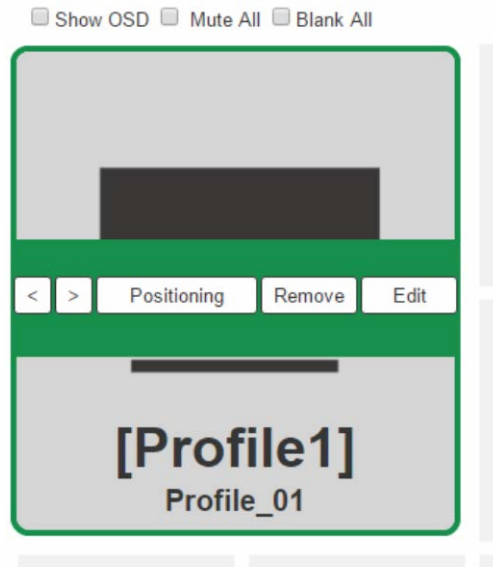 Show OSD Mute All Blank All
< > Positioning Remove Edit
[Profile1]
Profile_01